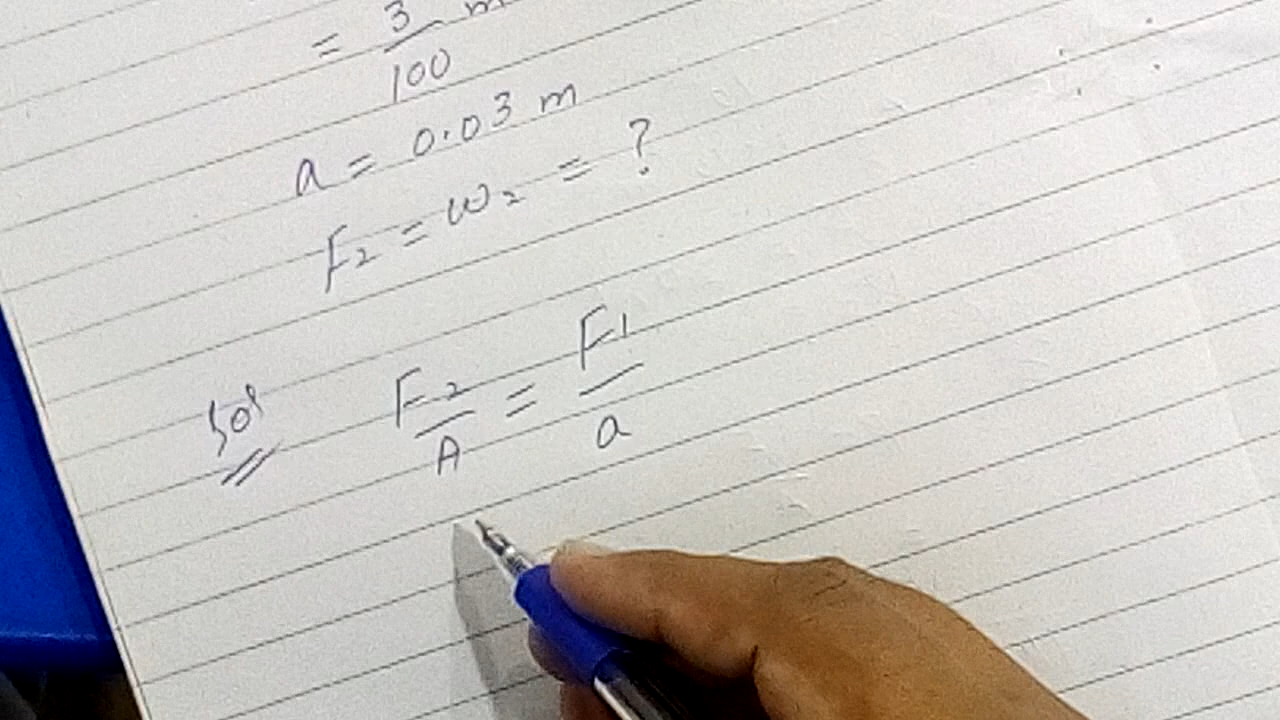 = 3/100 m
a = 0.03 m
F₂ = w₂ = ?
Sol F₂/A = F₁/a